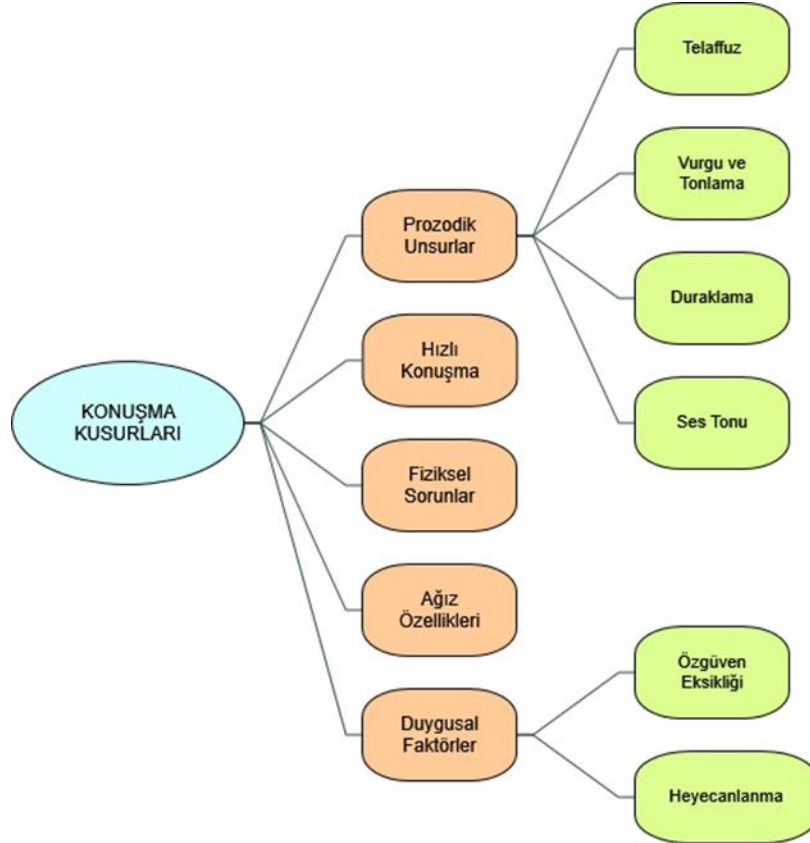 KONUŞMA
KUSURLARI
Prozodik
Unsurlar
Telaffuz
Vurgu ve
Tonlama
Duraklama
Ses Tonu
Hızlı
Konuşma
Fiziksel
Sorunlar
Ağız
Özellikleri
Duygusal
Faktörler
Özgüven
Eksikliği
Heyecanlanma